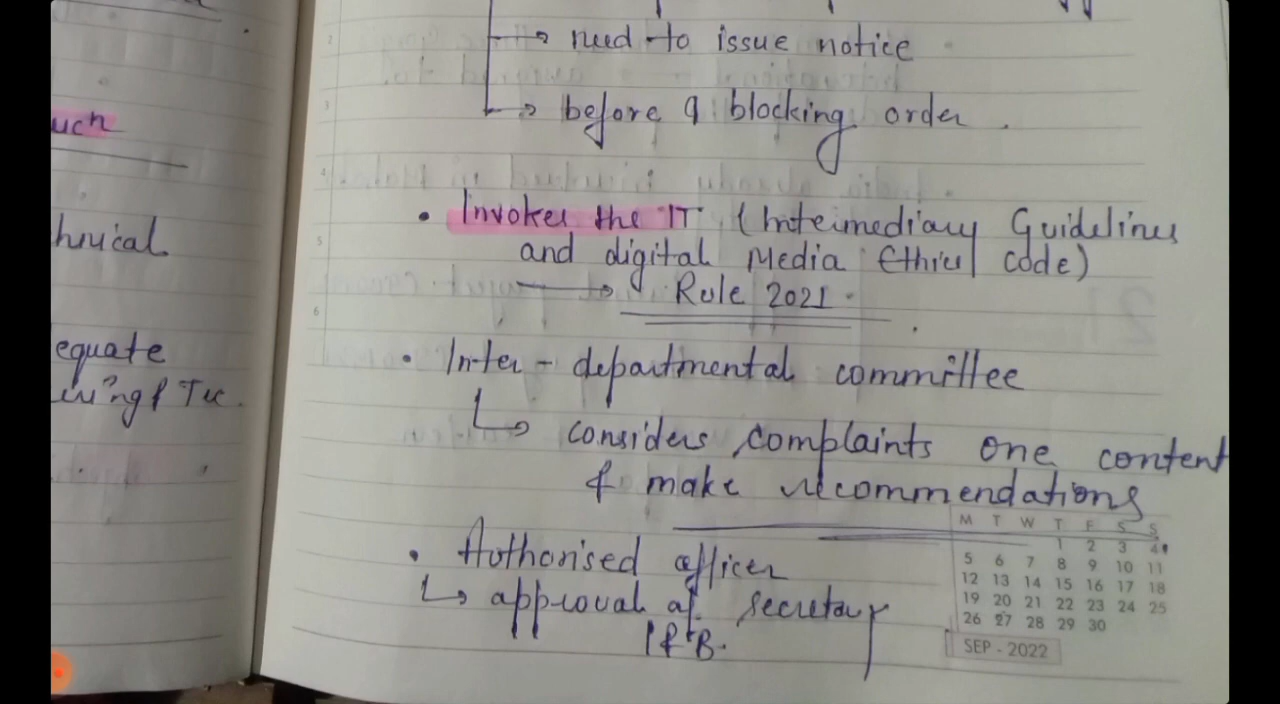 uch
hnical
equate
need to issue notice
before a blocking order.
• Invokes the IT (Intermediary Guidelines
and digital Media Ethics code)
→ Rule 2021.
• Inter-departmental committee
↳ considers complaints one content
& make recommendations
• Authorised officer
↳ approval of secretary
I & B.
M T W T F S S
1 2 3 4
5 6 7 8 9 10 11
12 13 14 15 16 17 18
19 20 21 22 23 24 25
26 27 28 29 30
SEP - 2022